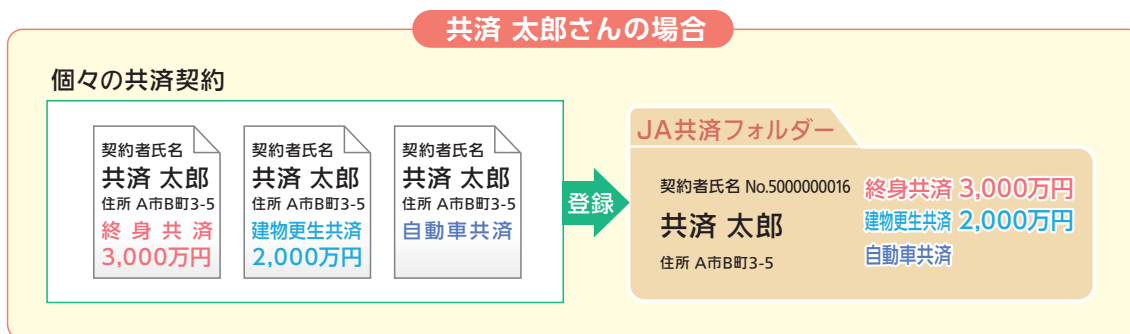 共済 太郎さんの場合
個々の共済契約
契約者氏名
共済 太郎
住所 A市B町3-5
終身共済
3,000万円
契約者氏名
共済 太郎
住所 A市B町3-5
建物更生共済
2,000万円
契約者氏名
共済 太郎
住所 A市B町3-5
自動車共済
登録
JA共済フォルダー
契約者氏名 No.5000000016
共済 太郎
住所 A市B町3-5
終身共済 3,000万円
建物更生共済 2,000万円
自動車共済